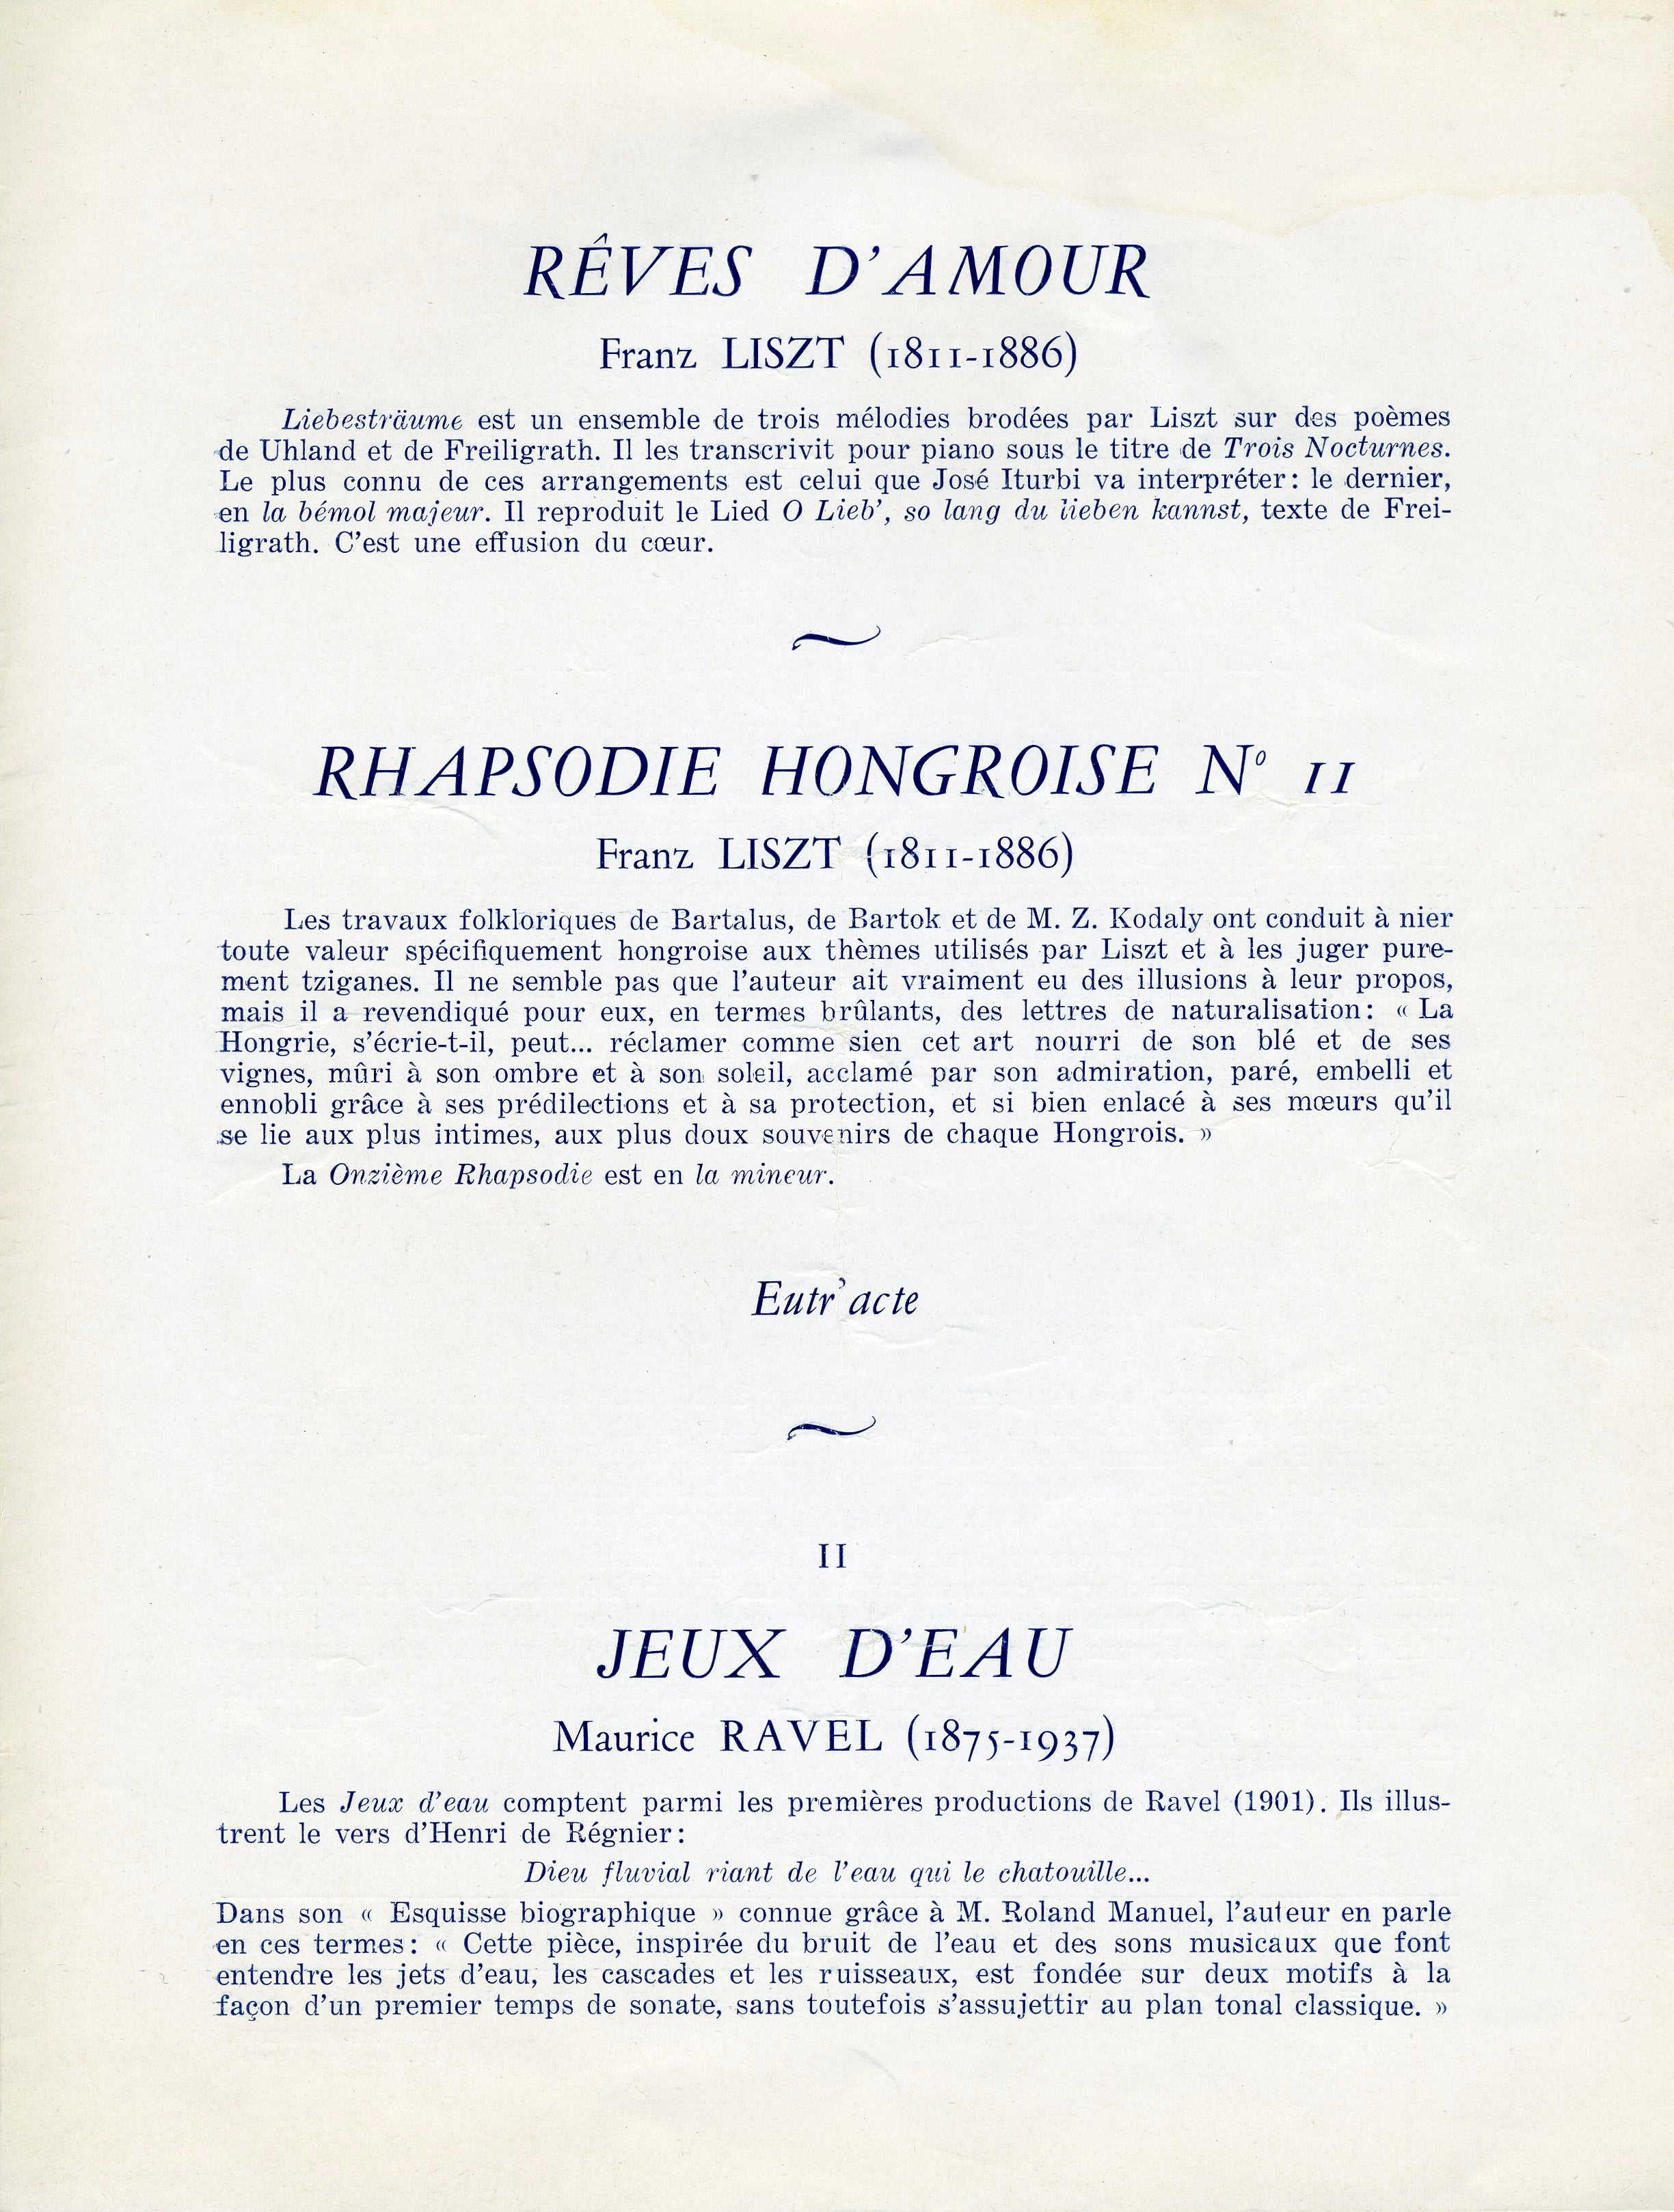 RÊVES D'AMOUR
Franz LISZT (1811-1886)
Liebesträume est un ensemble de trois mélodies brodées par Liszt sur des poèmes
de Uhland et de Freiligrath. Il les transcrivit pour piano sous le titre de Trois Nocturnes.
Le plus connu de ces arrangements est celui que José Iturbi va interpréter: le dernier,
en la bémol majeur. Il reproduit le Lied O Lieb', so lang du lieben kannst, texte de Frei-
ligrath. C'est une effusion du cœur.
RHAPSODIE HONGROISE Nº 11
Franz LISZT (1811-1886)
Les travaux folkloriques de Bartalus, de Bartok et de M. Z. Kodaly ont conduit à nier
toute valeur spécifiquement hongroise aux thèmes utilisés par Liszt et à les juger pure-
ment tziganes. Il ne semble pas que l'auteur ait vraiment eu des illusions à leur propos,
mais il a revendiqué pour eux, en termes brûlants, des lettres de naturalisation: « La
Hongrie, s'écrie-t-il, peut... réclamer comme sien cet art nourri de son blé et de ses
vignes, mûri à son ombre et à son soleil, acclamé par son admiration, paré, embelli et
ennobli grâce à ses prédilections et à sa protection, et si bien enlacé à ses mœurs qu'il
se lie aux plus intimes, aux plus doux souvenirs de chaque Hongrois. »
La Onzième Rhapsodie est en la mineur.
Eutr'acte
II
JEUX D'EAU
Maurice RAVEL (1875-1937)
Les Jeux d'eau comptent parmi les premières productions de Ravel (1901). Ils illus-
trent le vers d'Henri de Régnier:
Dieu fluvial riant de l'eau qui le chatouille...
Dans son « Esquisse biographique » connue grâce à M. Roland Manuel, l'auteur en parle
en ces termes: « Cette pièce, inspirée du bruit de l'eau et des sons musicaux que font
entendre les jets d'eau, les cascades et les ruisseaux, est fondée sur deux motifs à la
façon d'un premier temps de sonate, sans toutefois s'assujettir au plan tonal classique. »